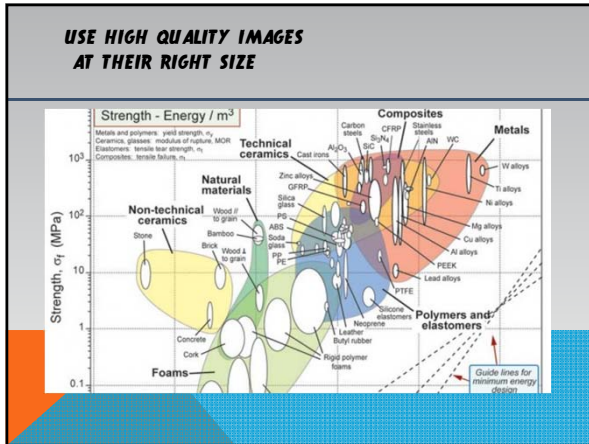 USE HIGH QUALITY IMAGES
AT THEIR RIGHT SIZE
Strength - Energy / m³
Metals and polymers: yield strength, σy
Ceramics, glasses: modulus of rupture, MOR
Elastomers: tensile tear strength, σt
Composites: tensile failure, σt
Technical
ceramics
Composites
Metals
Natural
materials
Non-technical
ceramics
Foams
Polymers and
elastomers
Carbon
steels
Al₂O₃
SiC
Si₃N₄
CFRP
Stainless
steels
AlN
WC
Cast irons
Zinc alloys
GFRP
Silica
glass
PS
ABS
Soda
glass
PP
PE
W alloys
Ti alloys
Ni alloys
Mg alloys
Cu alloys
Al alloys
PEEK
Lead alloys
PTFE
Silicone
elastomers
Neoprene
Leather
Butyl rubber
Rigid polymer
foams
Wood //
to grain
Bamboo
Wood ⊥
to grain
Brick
Stone
Concrete
Cork
Strength, σf (MPa)
10³
10²
10
1
0.1
Guide lines for
minimum energy
design